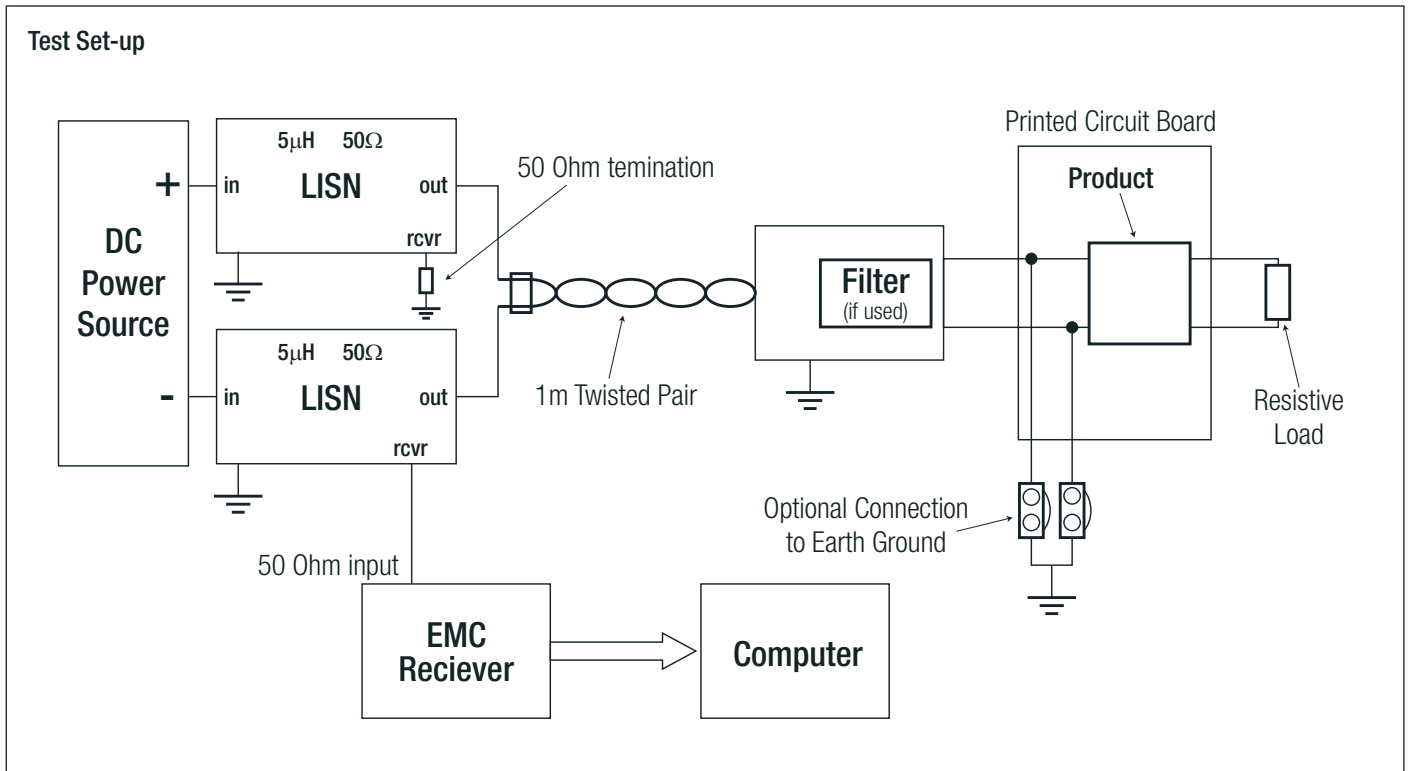 Test Set-up
DC
Power
Source
+
-
5µH 50Ω
LISN
in
out
rcvr
50 Ohm temination
5µH 50Ω
LISN
in
out
rcvr
1m Twisted Pair
Filter
(if used)
Printed Circuit Board
Product
Resistive
Load
Optional Connection
to Earth Ground
50 Ohm input
EMC
Reciever
Computer